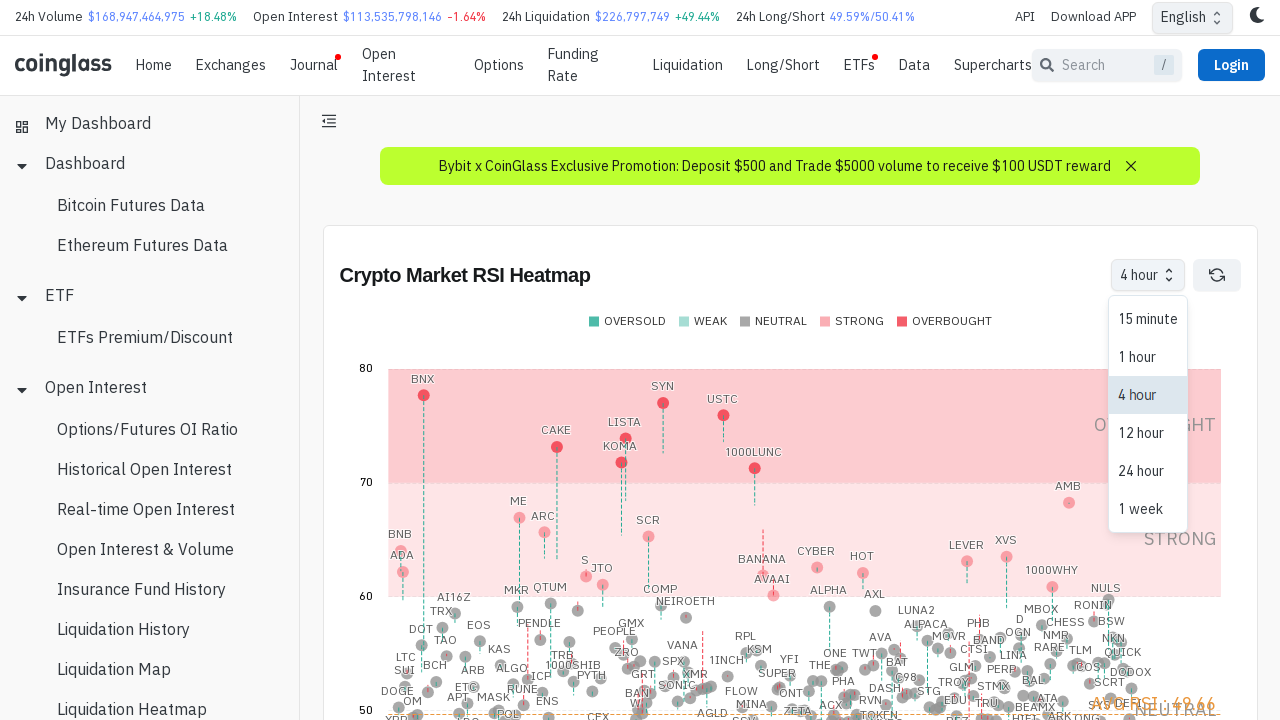 24h Volume $168,947,464,975 +18.48% Open Interest $113,535,798,146 -1.64% 24h Liquidation $226,797,749 +49.44% 24h Long/Short 49.59%/50.41% API Download APP English
coinglass Home Exchanges Journal Open Interest Options Funding Rate Liquidation Long/Short ETFs Data Supercharts Search / Login
My Dashboard
Dashboard
Bitcoin Futures Data
Ethereum Futures Data
ETF
ETFs Premium/Discount
Open Interest
Options/Futures OI Ratio
Historical Open Interest
Real-time Open Interest
Open Interest & Volume
Insurance Fund History
Liquidation History
Liquidation Map
Liquidation Heatmap
Bybit x CoinGlass Exclusive Promotion: Deposit $500 and Trade $5000 volume to receive $100 USDT reward
Crypto Market RSI Heatmap
4 hour
15 minute
1 hour
4 hour
12 hour
24 hour
1 week
OVERSOLD WEAK NEUTRAL STRONG OVERBOUGHT
80
BNX
SYN
USTC
LISTA
CAKE
KOMA
1000LUNC
70
AMB
ME
ARC
SCR
STRONG
BNB
ADA
S
JTO
BANANA
AVAAI
CYBER
HOT
LEVER
XVS
1000WHY
60
MKR QTUM COMP ALPHA NULS
AI16Z NEIROETH AXL
TRX LUNA2 MBOX RONIN
DOT EOS PENDLE GMX ALPACA PHB D CHESS BSW
TAO PEOPLE RPL AVA MOVR BAND OGN NMR NKN
LTC BCH KAS TRB ZRO VANA KSM ONE TWT CTSI LINA RARE TLM QUICK
SUI ARB ALGO 1000SHIB SPX 1INCH YFI THE BAT GLM PERP COS DODOX
DOGE ETC ICP PYTH GRT XMR SUPER PHA C98 TROY BAL SCRT
OM APT MASK RUNE ENS SONIC FLOW ONT DASH STG STMX ATA
POL CFX AGLD MINA AGX RVN EDU TRU BEAMX SYS DEFI
50
ZETA TOKEN HIFT ARK
NEUTRAL